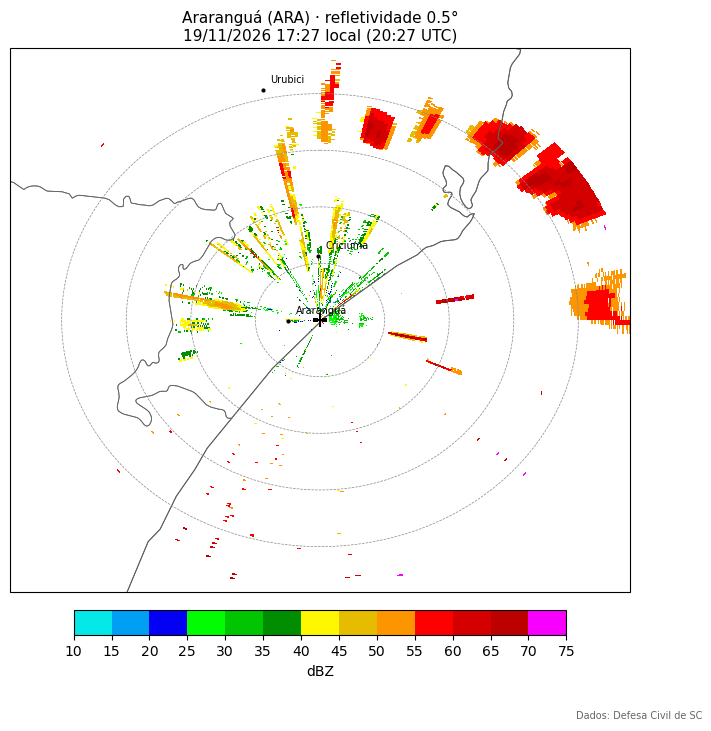 Araranguá (ARA) · refletividade 0.5°
19/11/2026 17:27 local (20:27 UTC)
Urubici
Criciúma
Araranguá
10 15 20 25 30 35 40 45 50 55 60 65 70 75
dBZ
Dados: Defesa Civil de SC